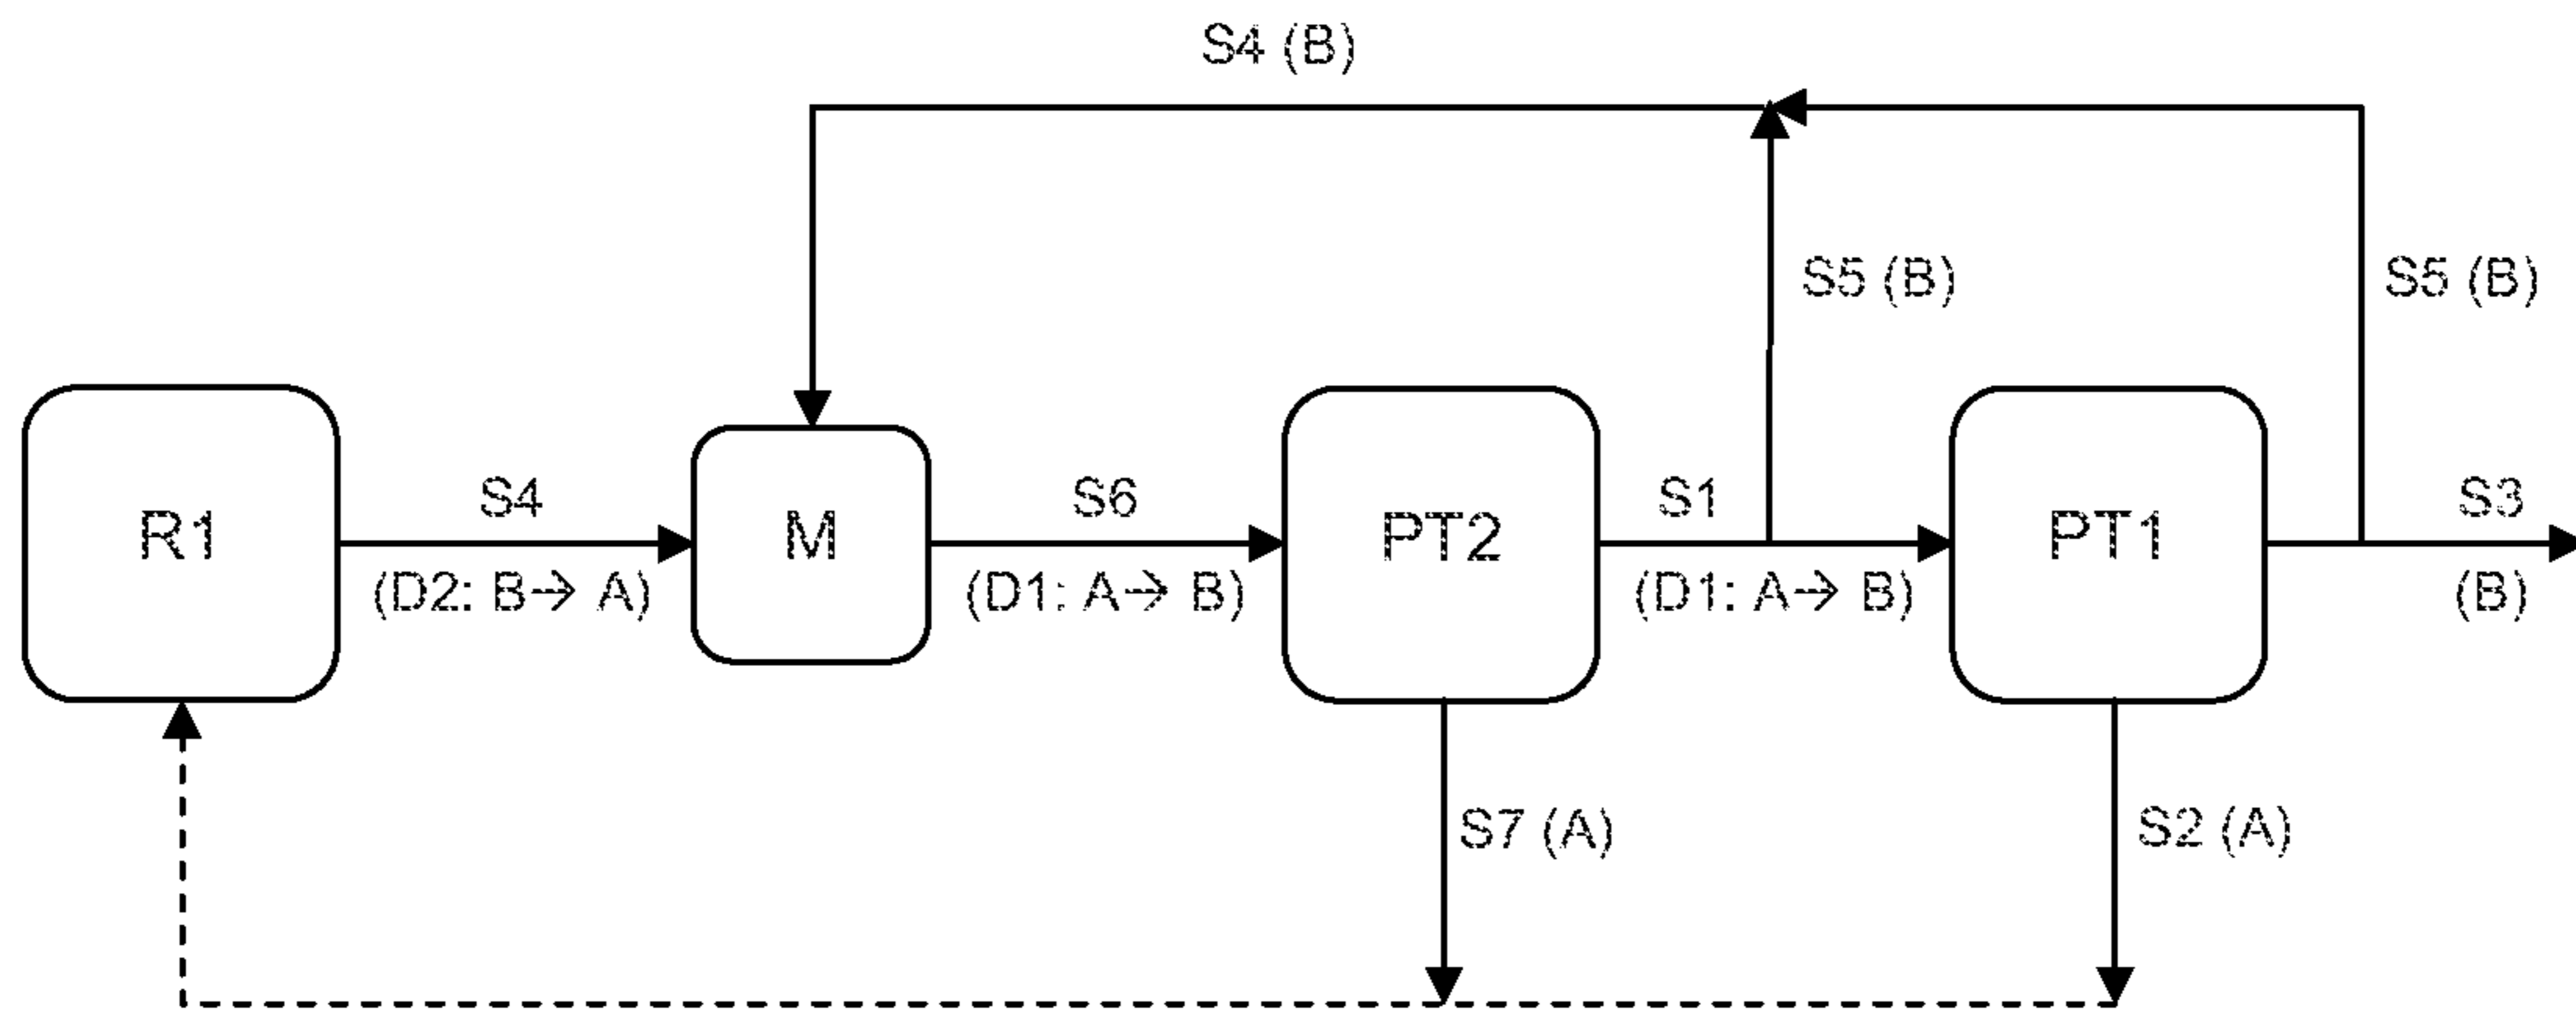 S4 (B)
S5 (B)
S5 (B)
R1
S4
(D2: B→ A)
M
S6
(D1: A→ B)
PT2
S1
(D1: A→ B)
PT1
S3
(B)
S7 (A)
S2 (A)